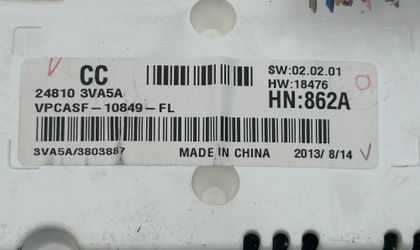 CC
SW:02.02.01
HW:18476
24810 3VA5A
HN:862A
VPCASF-10849-FL
3VA5A/3803887
MADE IN CHINA
2013/ 8/14